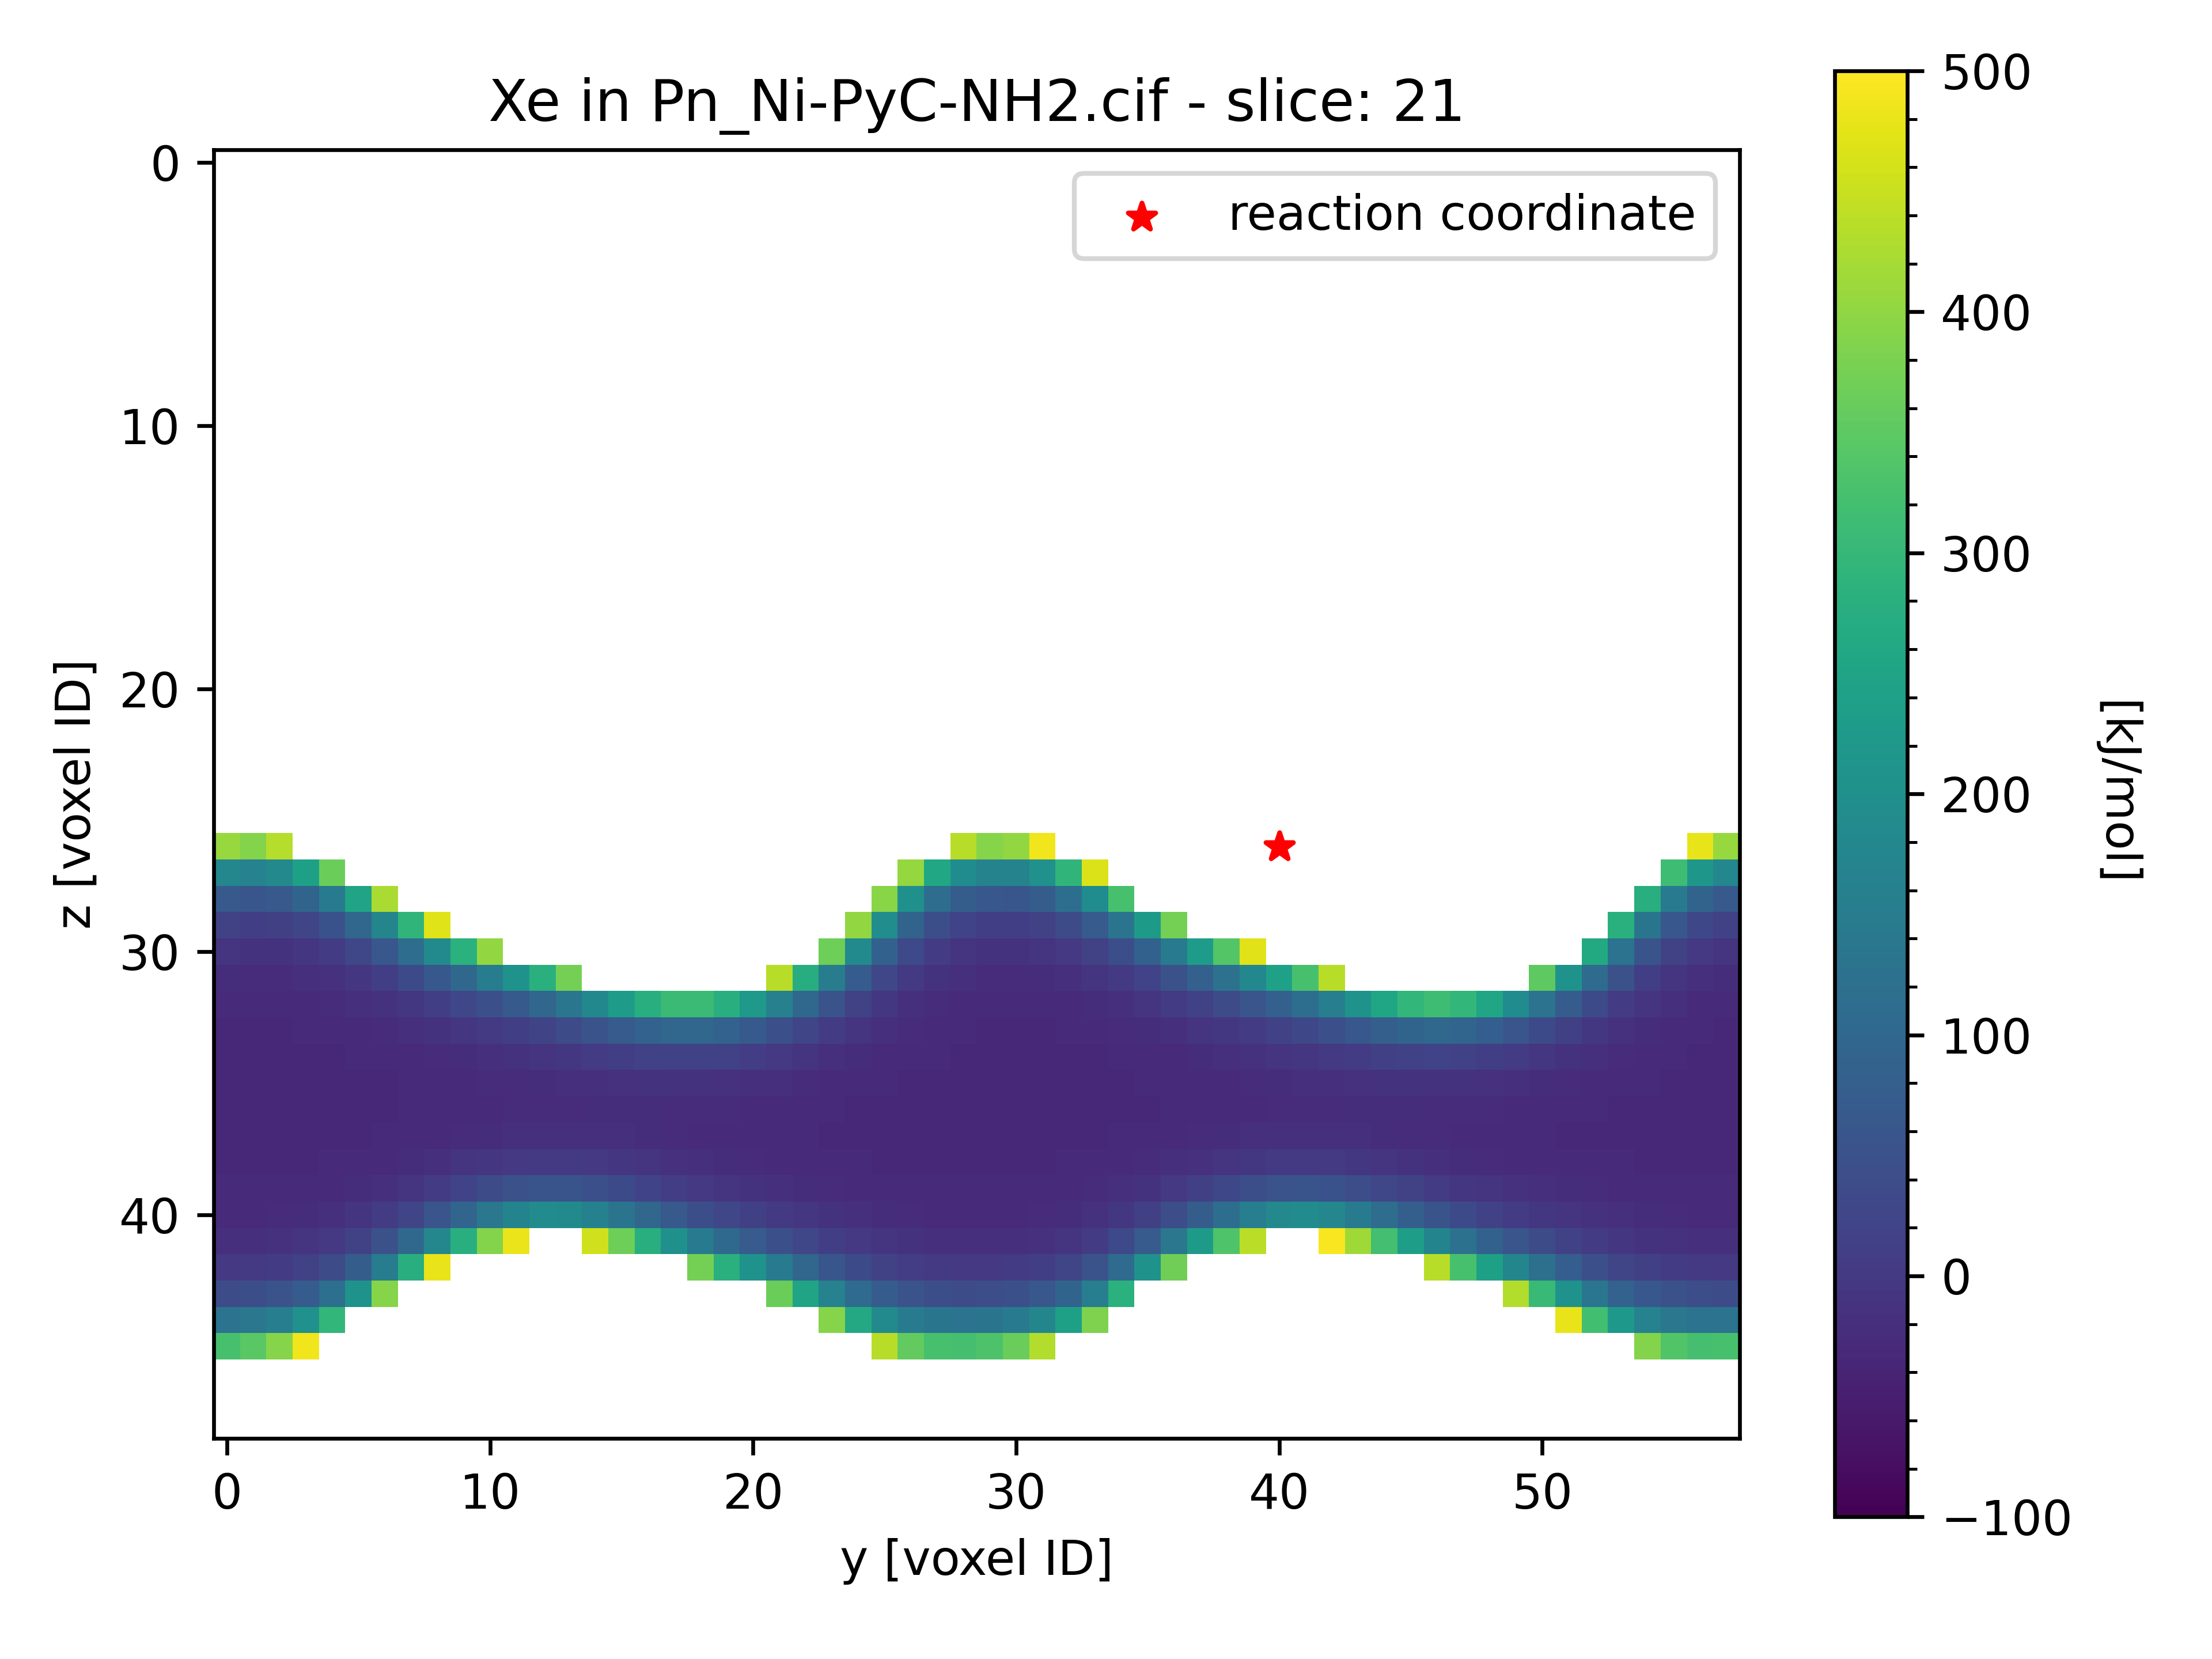 Xe in Pn_Ni-PyC-NH2.cif - slice: 21
reaction coordinate
0
10
20
30
40
z [voxel ID]
0 10 20 30 40 50
y [voxel ID]
500
400
300
200
100
0
−100
[kJ/mol]